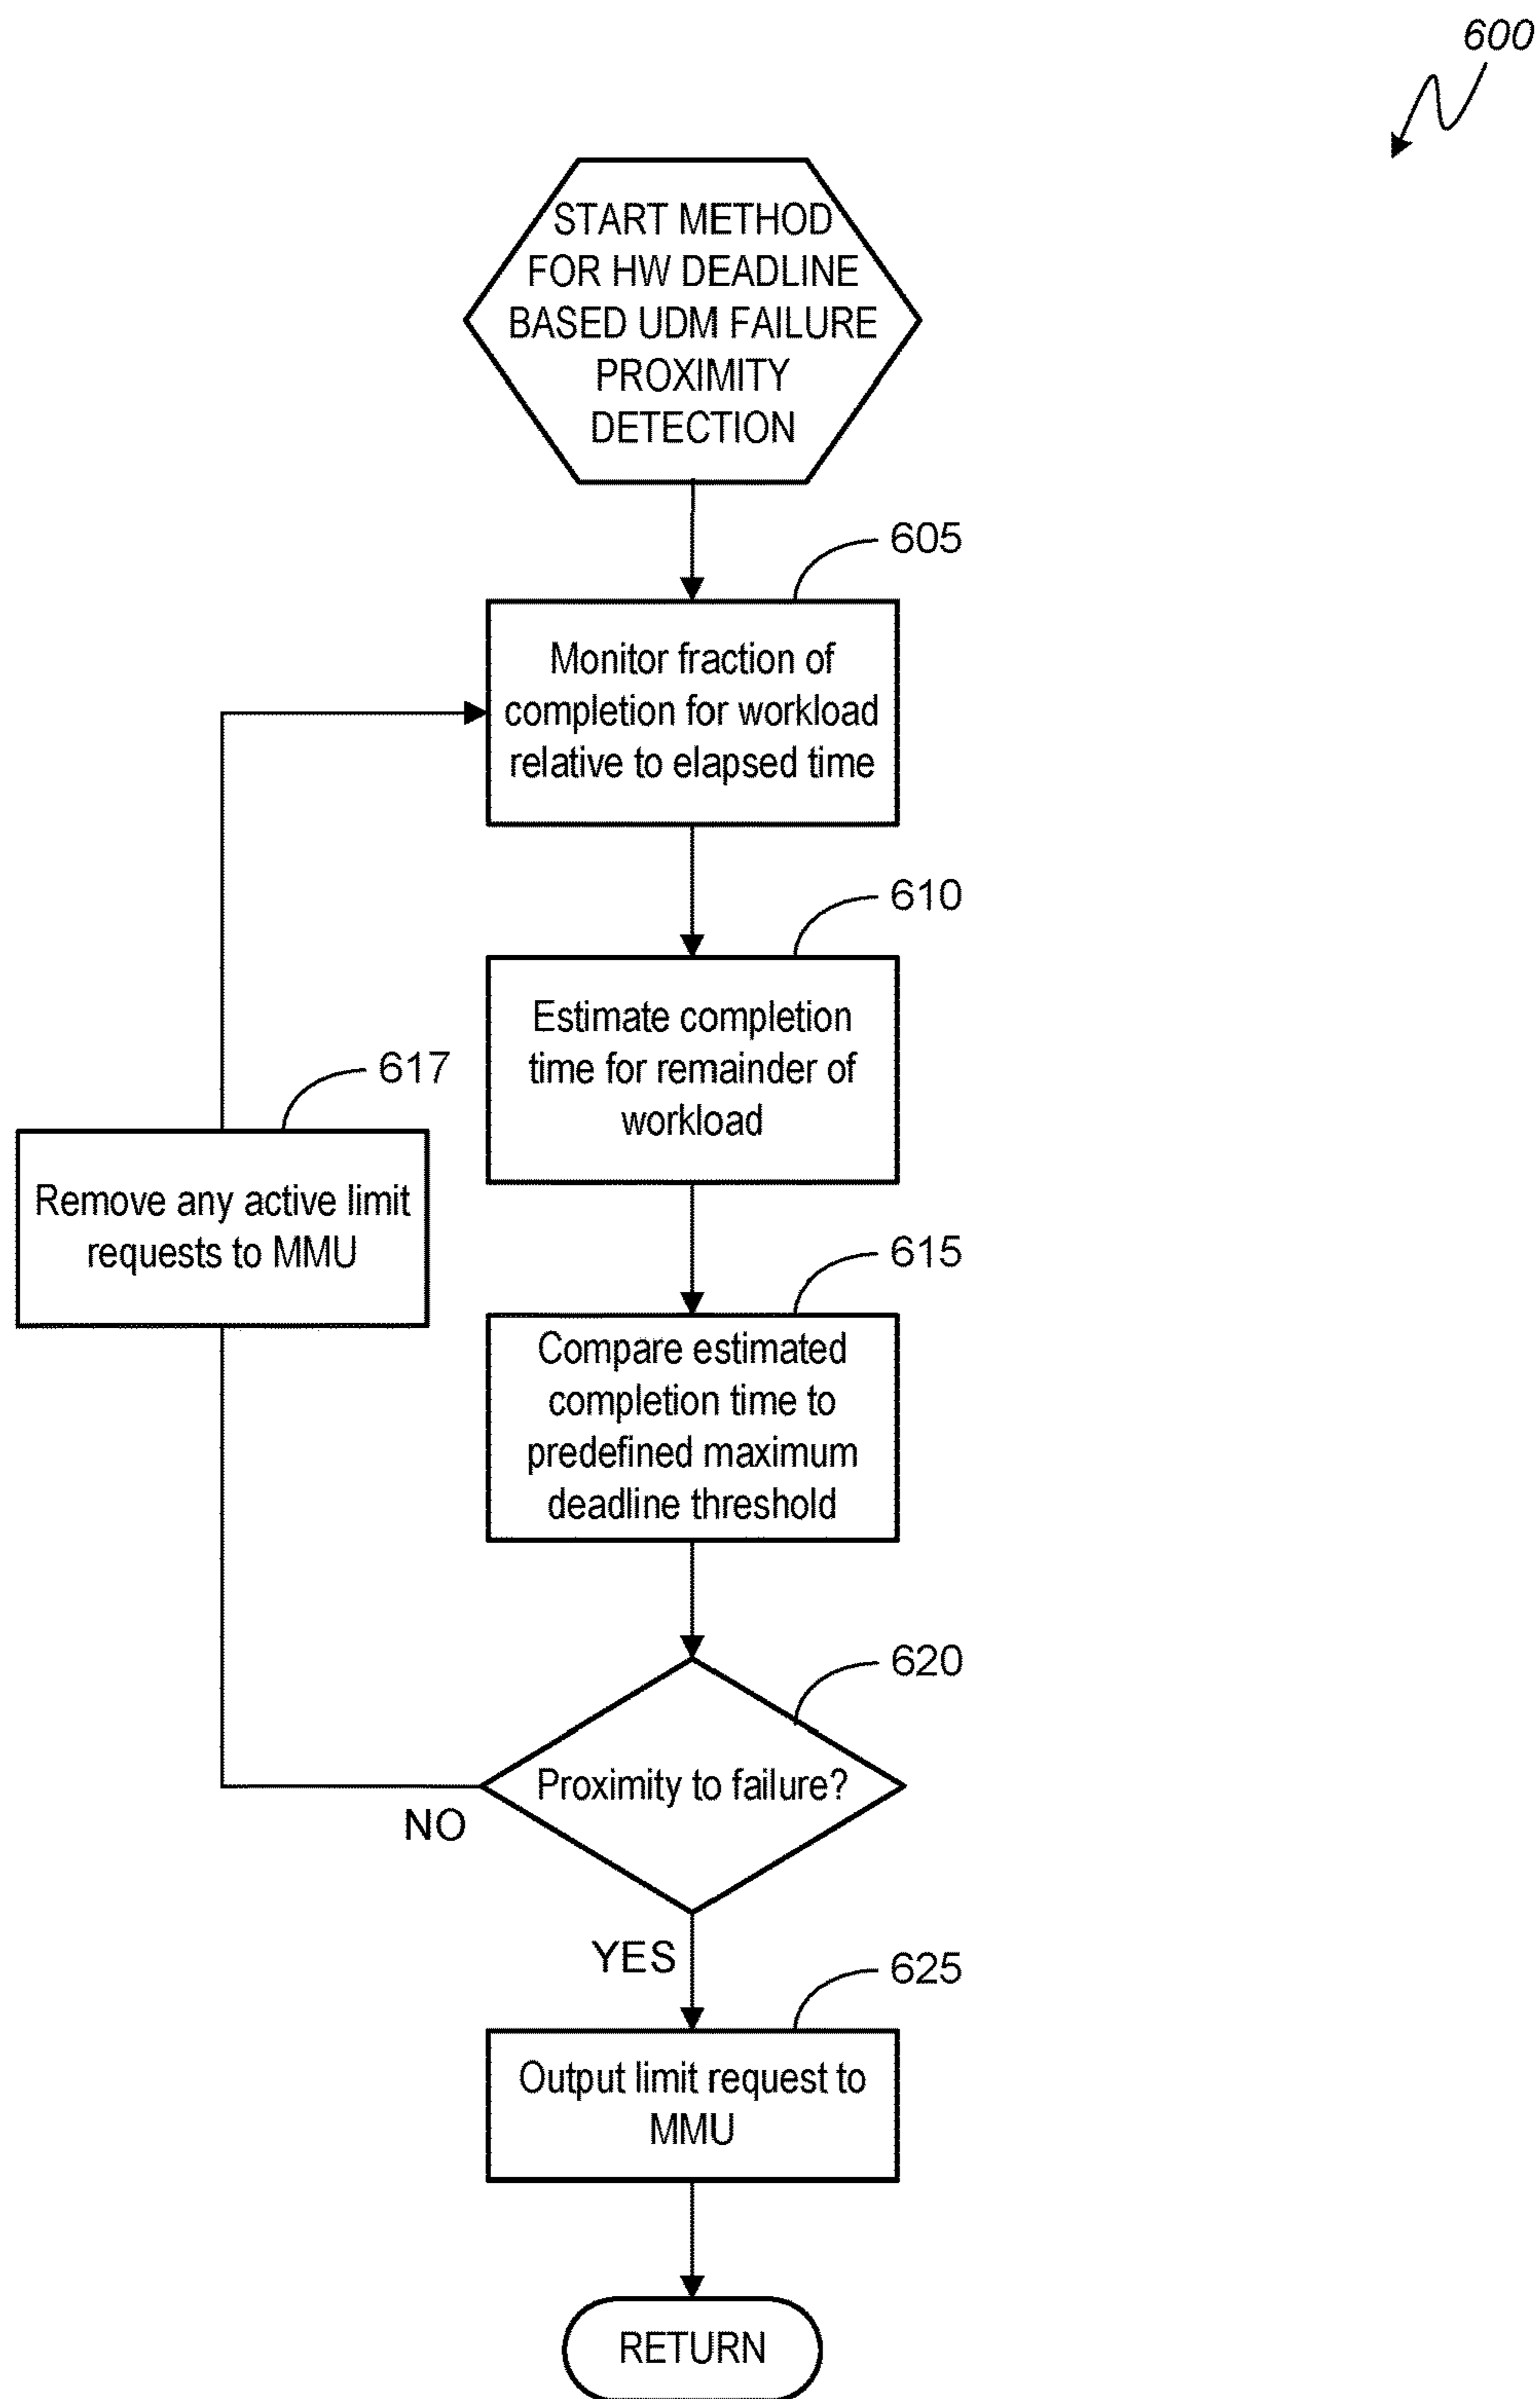 600
START METHOD
FOR HW DEADLINE
BASED UDM FAILURE
PROXIMITY
DETECTION
605
Monitor fraction of
completion for workload
relative to elapsed time
610
Estimate completion
time for remainder of
workload
617
Remove any active limit
requests to MMU
615
Compare estimated
completion time to
predefined maximum
deadline threshold
620
Proximity to failure?
NO
YES
625
Output limit request to
MMU
RETURN